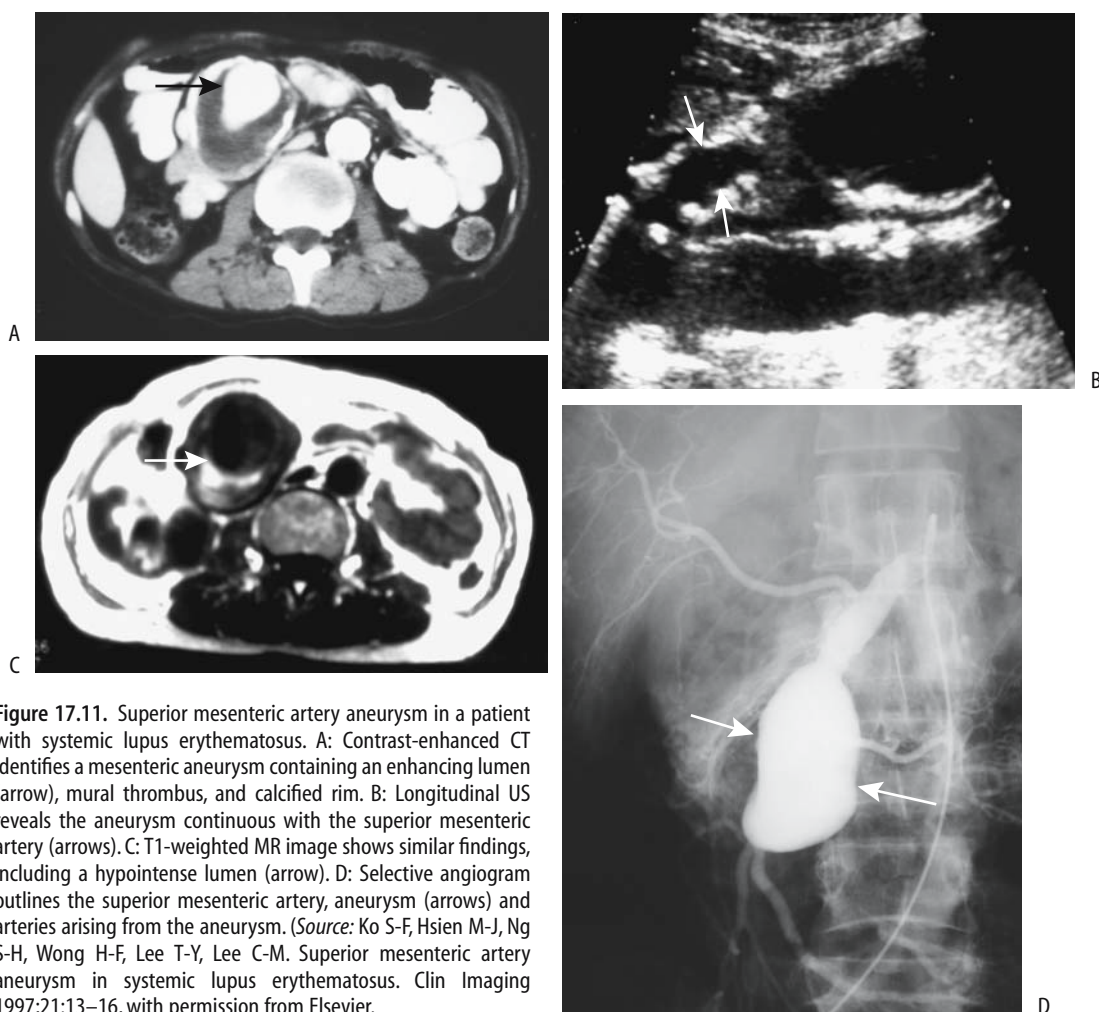 A
B
C
D
Figure 17.11. Superior mesenteric artery aneurysm in a patient
with systemic lupus erythematosus. A: Contrast-enhanced CT
identifies a mesenteric aneurysm containing an enhancing lumen
(arrow), mural thrombus, and calcified rim. B: Longitudinal US
reveals the aneurysm continuous with the superior mesenteric
artery (arrows). C: T1-weighted MR image shows similar findings,
including a hypointense lumen (arrow). D: Selective angiogram
outlines the superior mesenteric artery, aneurysm (arrows) and
arteries arising from the aneurysm. (Source: Ko S-F, Hsien M-J, Ng
S-H, Wong H-F, Lee T-Y, Lee C-M. Superior mesenteric artery
aneurysm in systemic lupus erythematosus. Clin Imaging
1997;21:13–16, with permission from Elsevier.